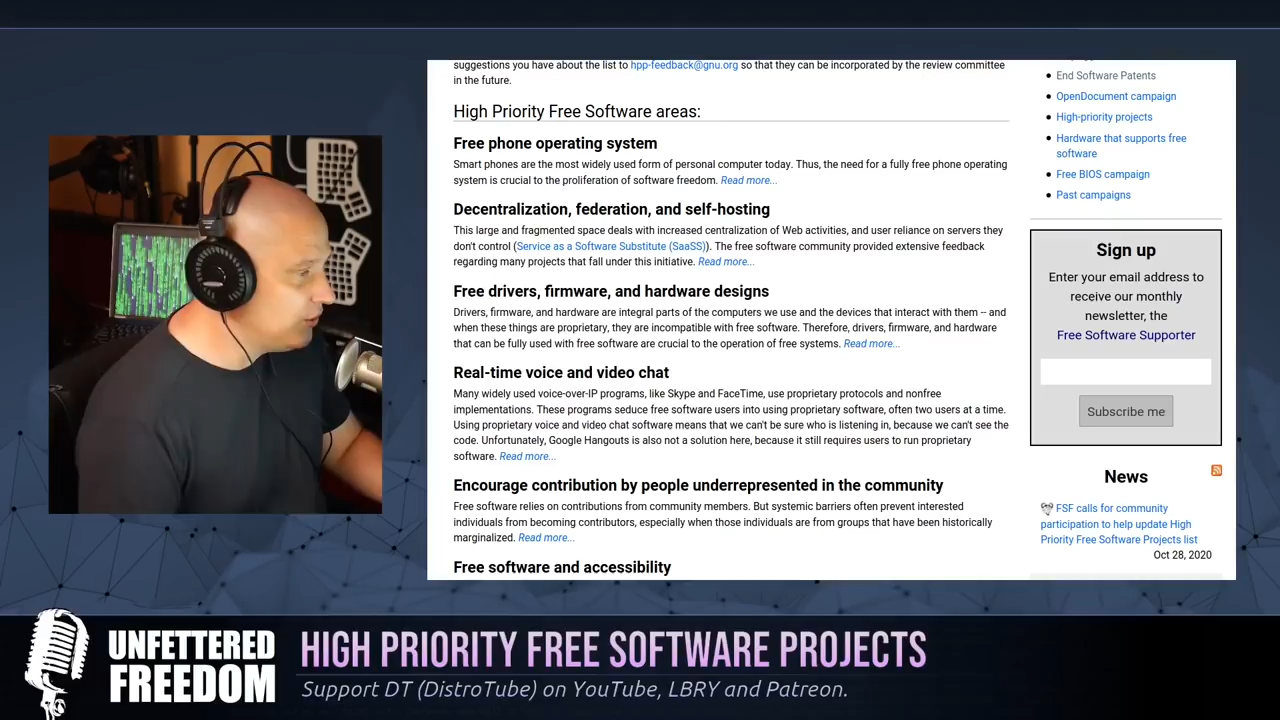 suggestions you have about the list to hpp-feedback@gnu.org so that they can be incorporated by the review committee
in the future.
High Priority Free Software areas:
Free phone operating system
Smart phones are the most widely used form of personal computer today. Thus, the need for a fully free phone operating
system is crucial to the proliferation of software freedom. Read more...
Decentralization, federation, and self-hosting
This large and fragmented space deals with increased centralization of Web activities, and user reliance on servers they
don't control (Service as a Software Substitute (SaaSS)). The free software community provided extensive feedback
regarding many projects that fall under this initiative. Read more...
Free drivers, firmware, and hardware designs
Drivers, firmware, and hardware are integral parts of the computers we use and the devices that interact with them -- and
when these things are proprietary, they are incompatible with free software. Therefore, drivers, firmware, and hardware
that can be fully used with free software are crucial to the operation of free systems. Read more...
Real-time voice and video chat
Many widely used voice-over-IP programs, like Skype and FaceTime, use proprietary protocols and nonfree
implementations. These programs seduce free software users into using proprietary software, often two users at a time.
Using proprietary voice and video chat software means that we can't be sure who is listening in, because we can't see the
code. Unfortunately, Google Hangouts is also not a solution here, because it still requires users to run proprietary
software. Read more...
Encourage contribution by people underrepresented in the community
Free software relies on contributions from community members. But systemic barriers often prevent interested
individuals from becoming contributors, especially when those individuals are from groups that have been historically
marginalized. Read more...
Free software and accessibility
End Software Patents
OpenDocument campaign
High-priority projects
Hardware that supports free
software
Free BIOS campaign
Past campaigns
Sign up
Enter your email address to
receive our monthly
newsletter, the
Free Software Supporter
Subscribe me
News
FSF calls for community
participation to help update High
Priority Free Software Projects list
Oct 28, 2020
UNFETTERED
FREEDOM
HIGH PRIORITY FREE SOFTWARE PROJECTS
Support DT (DistroTube) on YouTube, LBRY and Patreon.